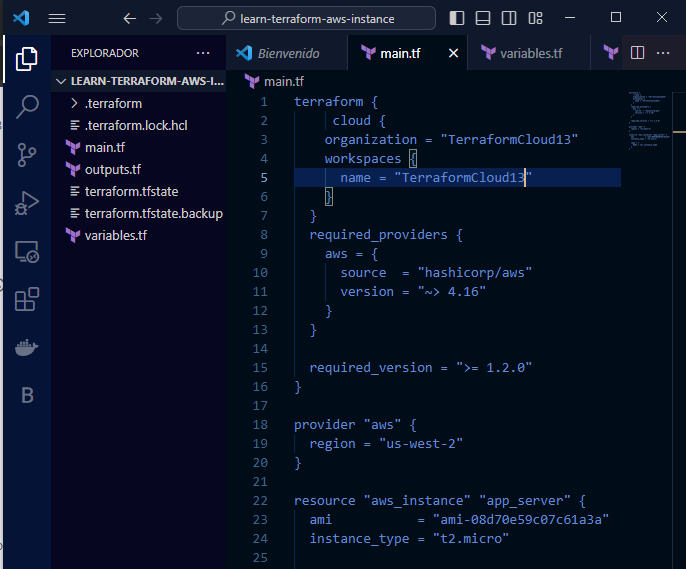 learn-terraform-aws-instance
EXPLORADOR
LEARN-TERRAFORM-AWS-I...
.terraform
.terraform.lock.hcl
main.tf
outputs.tf
terraform.tfstate
terraform.tfstate.backup
variables.tf
Bienvenido
main.tf
variables.tf
main.tf
1 terraform {
2 cloud {
3 organization = "TerraformCloud13"
4 workspaces {
5 name = "TerraformCloud13"
6 }
7 }
8 required_providers {
9 aws = {
10 source  = "hashicorp/aws"
11 version = "~> 4.16"
12 }
13 }
14
15 required_version = ">= 1.2.0"
16 }
17
18 provider "aws" {
19 region = "us-west-2"
20 }
21
22 resource "aws_instance" "app_server" {
23 ami           = "ami-08d70e59c07c61a3a"
24 instance_type = "t2.micro"
25
B